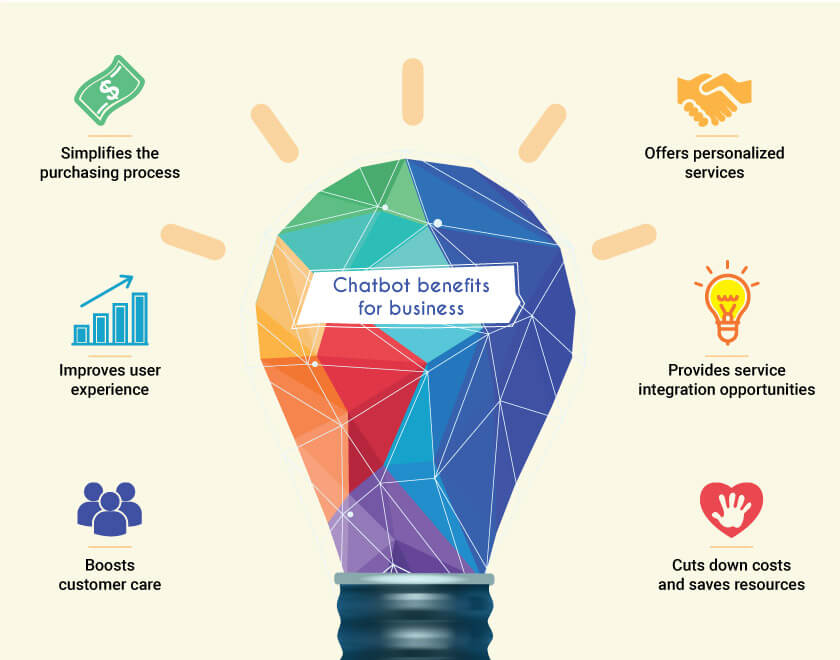 Chatbot benefits
for business
$
Simplifies the
purchasing process
Improves user
experience
Boosts
customer care
Offers personalized
services
Provides service
integration opportunities
Cuts down costs
and saves resources